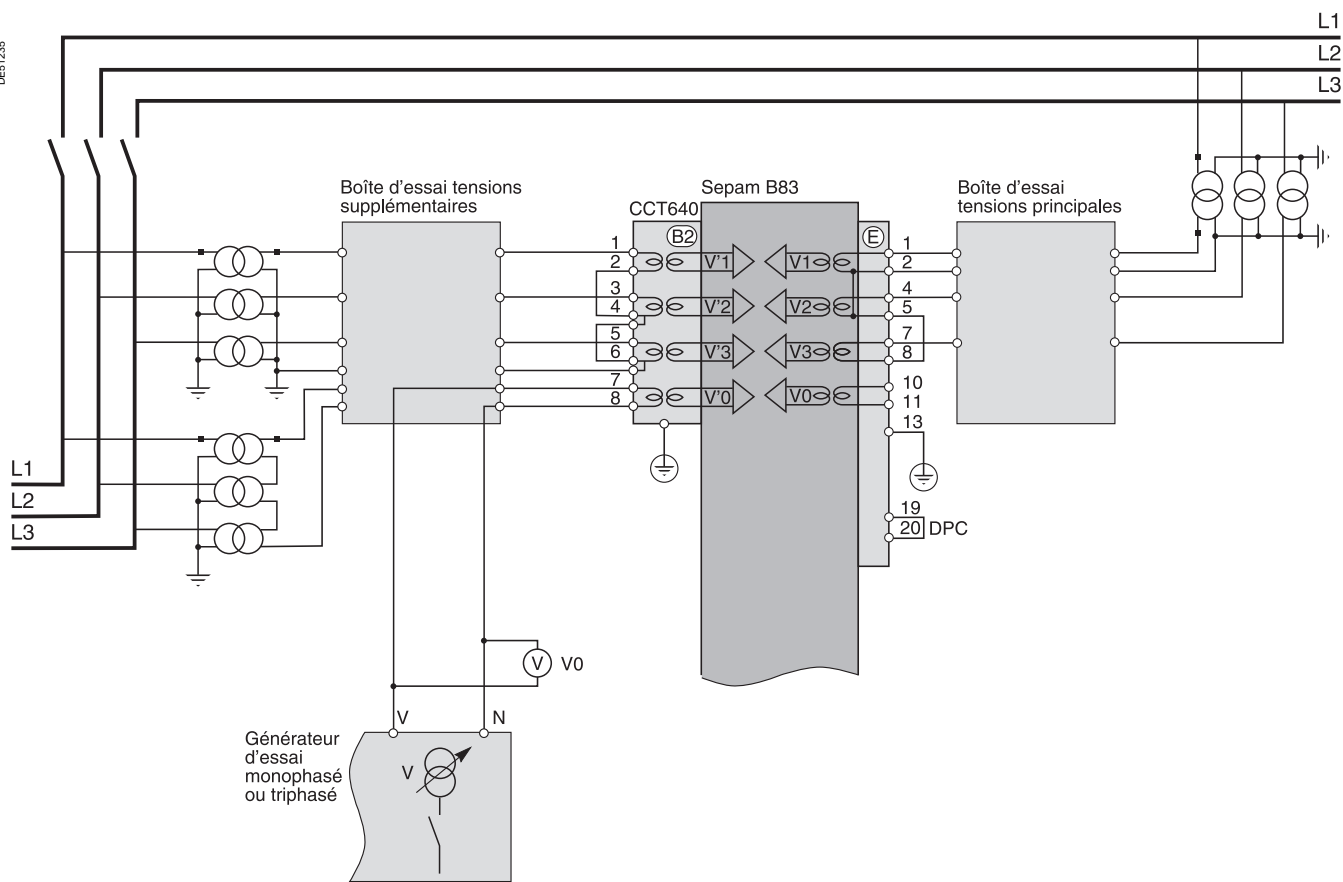 L1
L2
L3
DE51235
Boîte d'essai tensions
supplémentaires
Sepam B83
Boîte d'essai
tensions principales
CCT640
B2
E
1
2
3
4
5
6
7
8
V'1
V'2
V'3
V'0
V1
V2
V3
V0
1
2
4
5
7
8
10
11
13
19
20 DPC
L1
L2
L3
V
V0
V
N
Générateur
d'essai
monophasé
ou triphasé
V